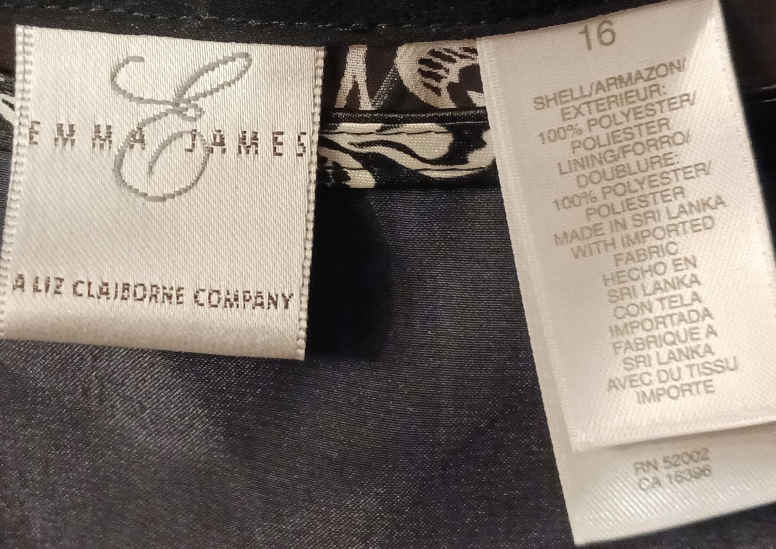 E
EMMA JAMES
A LIZ CLAIBORNE COMPANY
16
SHELL/ARMAZON/
EXTERIEUR:
100% POLYESTER/
POLIESTER
LINING/FORRO/
DOUBLURE:
100% POLYESTER/
POLIESTER
MADE IN SRI LANKA
WITH IMPORTED
FABRIC
HECHO EN
SRI LANKA
CON TELA
IMPORTADA
FABRIQUE A
SRI LANKA
AVEC DU TISSU
IMPORTE
RN 52002
CA 15396